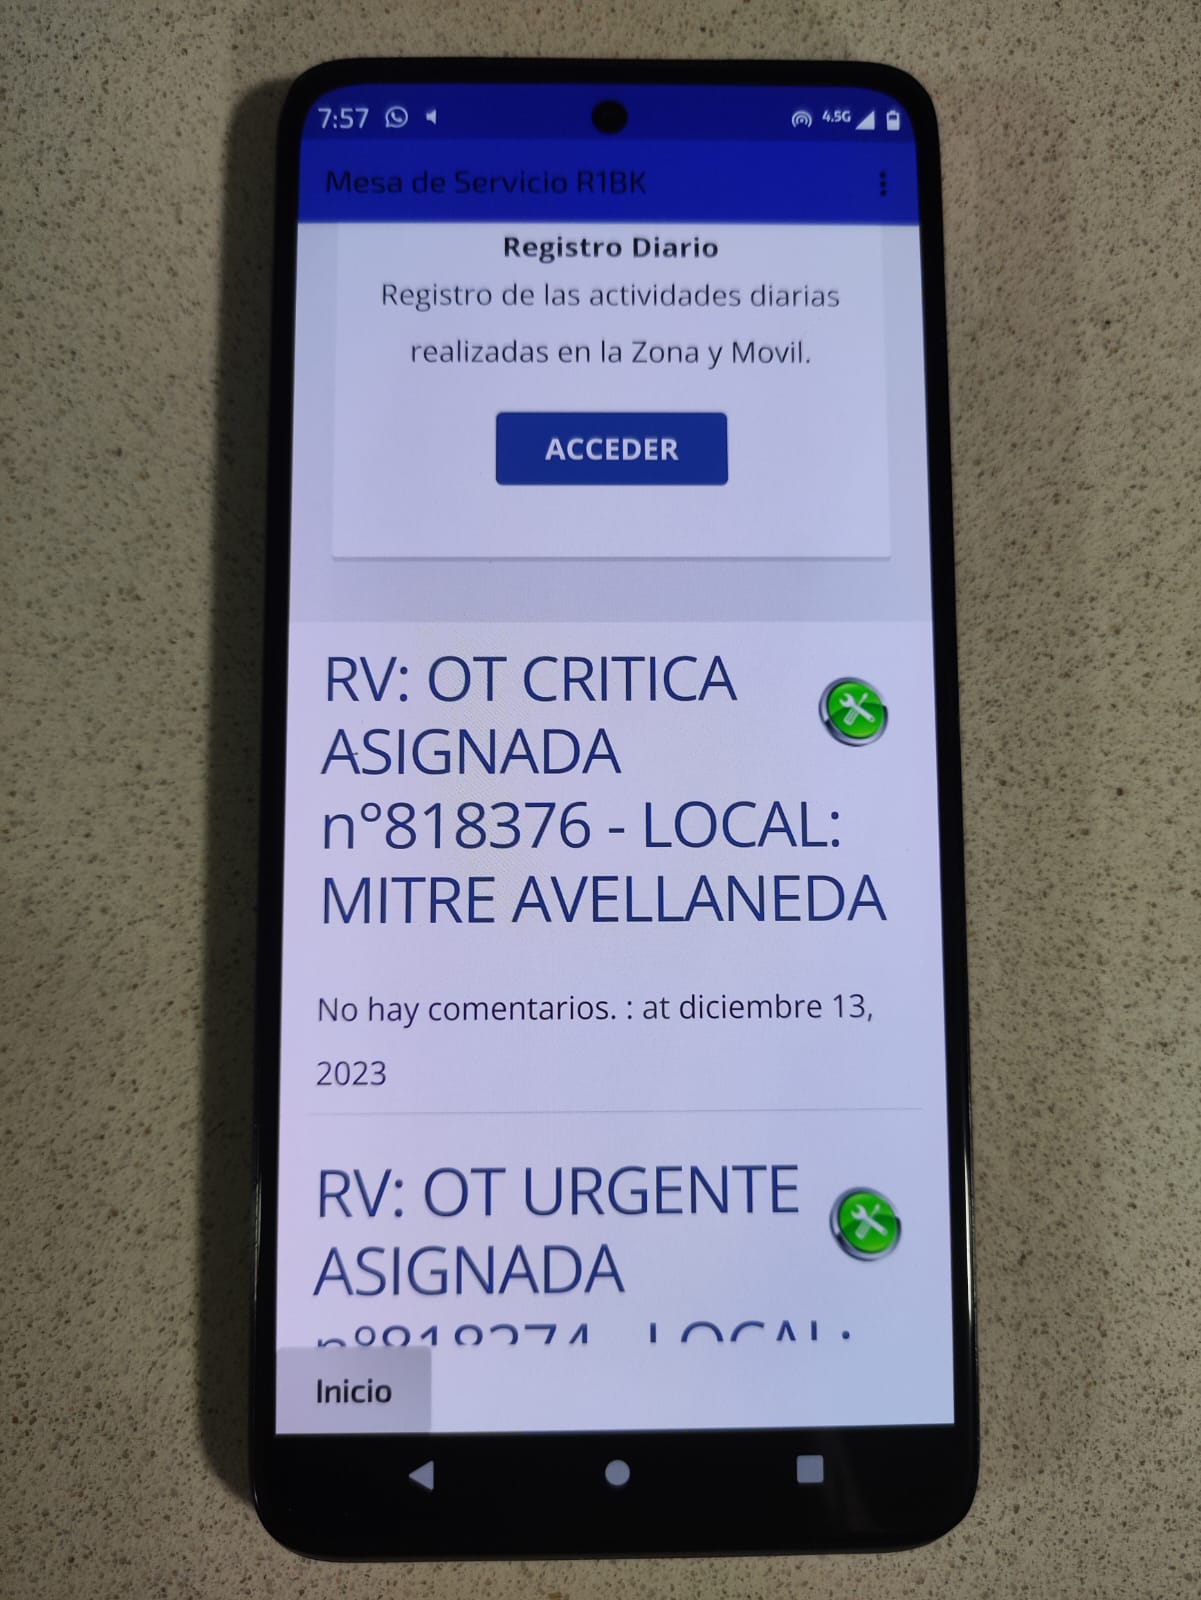 7:57 4.5G
Mesa de Servicio R1BK
Registro Diario
Registro de las actividades diarias
realizadas en la Zona y Movil.
ACCEDER
RV: OT CRITICA
ASIGNADA
nº818376 - LOCAL:
MITRE AVELLANEDA
No hay comentarios. : at diciembre 13,
2023
RV: OT URGENTE
ASIGNADA
LOCAL:
Inicio